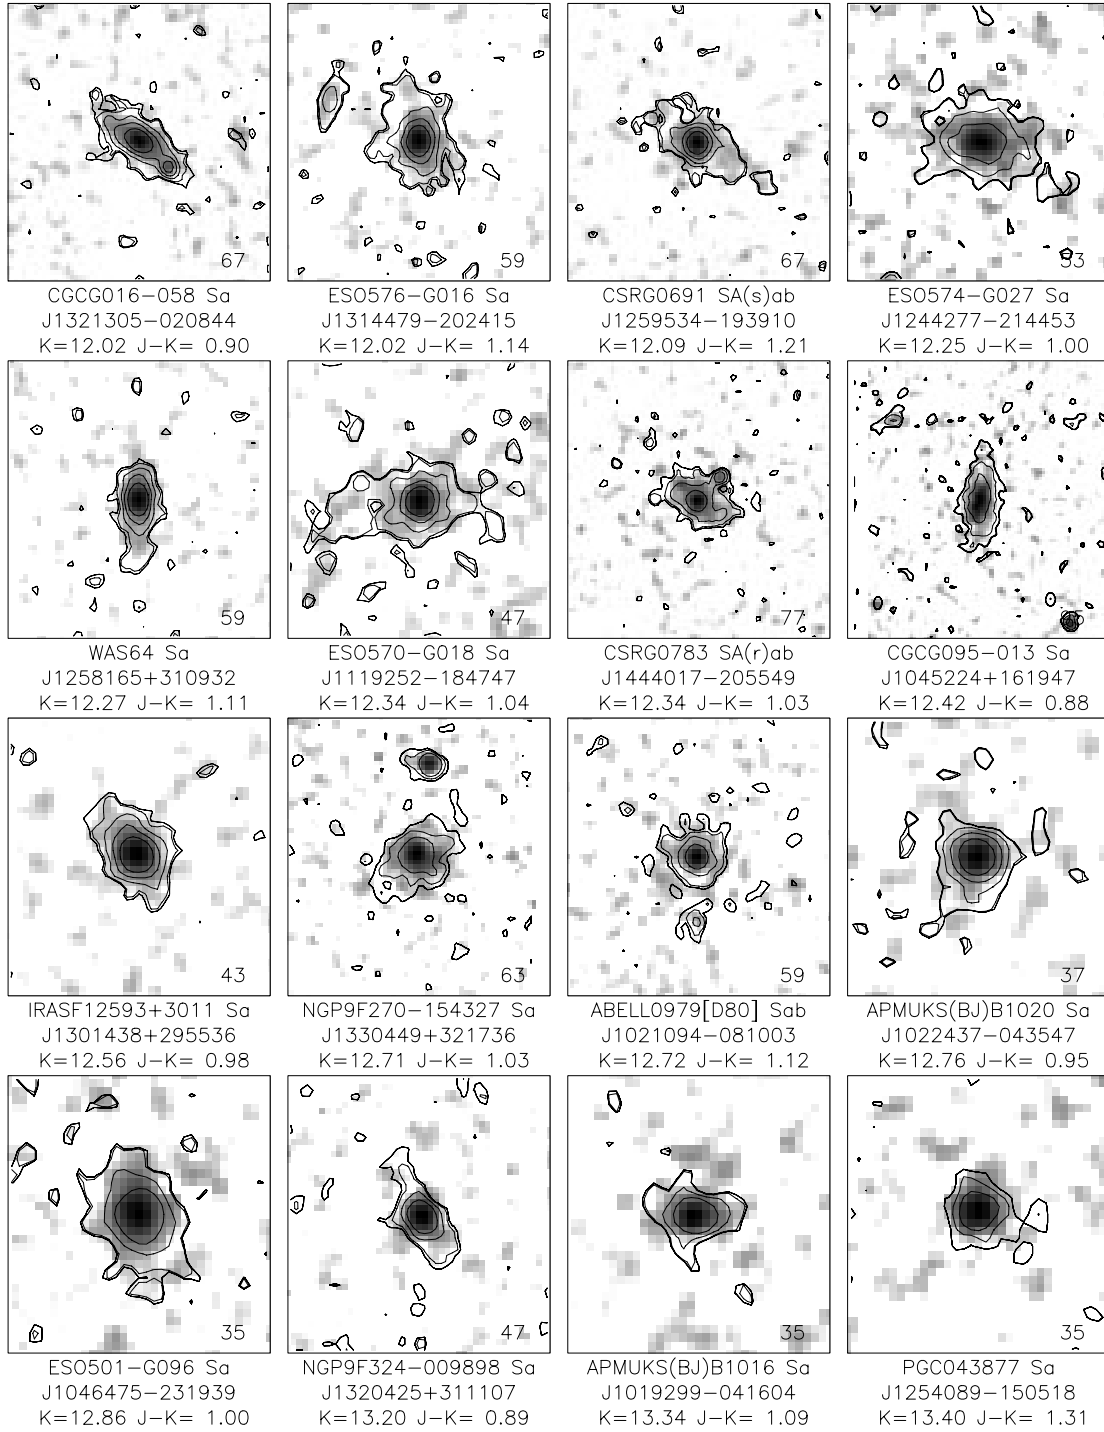 67
59
67
53
CGCG016-058 Sa
J1321305-020844
K=12.02 J-K= 0.90
ESO576-G016 Sa
J1314479-202415
K=12.02 J-K= 1.14
CSRG0691 SA(s)ab
J1259534-193910
K=12.09 J-K= 1.21
ESO574-G027 Sa
J1244277-214453
K=12.25 J-K= 1.00
59
47
77
WAS64 Sa
J1258165+310932
K=12.27 J-K= 1.11
ESO570-G018 Sa
J1119252-184747
K=12.34 J-K= 1.04
CSRG0783 SA(r)ab
J1444017-205549
K=12.34 J-K= 1.03
CGCG095-013 Sa
J1045224+161947
K=12.42 J-K= 0.88
43
63
59
37
IRASF12593+3011 Sa
J1301438+295536
K=12.56 J-K= 0.98
NGP9F270-154327 Sa
J1330449+321736
K=12.71 J-K= 1.03
ABELL0979[D80] Sab
J1021094-081003
K=12.72 J-K= 1.12
APMUKS(BJ)B1020 Sa
J1022437-043547
K=12.76 J-K= 0.95
35
47
35
35
ESO501-G096 Sa
J1046475-231939
K=12.86 J-K= 1.00
NGP9F324-009898 Sa
J1320425+311107
K=13.20 J-K= 0.89
APMUKS(BJ)B1016 Sa
J1019299-041604
K=13.34 J-K= 1.09
PGC043877 Sa
J1254089-150518
K=13.40 J-K= 1.31